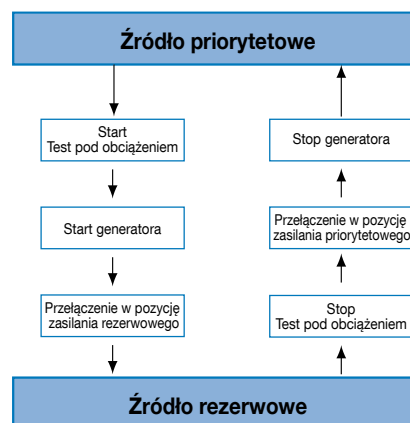 Źródło priorytetowe
Start
Test pod obciążeniem
Start generatora
Przełączenie w pozycję
zasilania rezerwowego
Stop generatora
Przełączenie w pozycję
zasilania priorytetowego
Stop
Test pod obciążeniem
Źródło rezerwowe